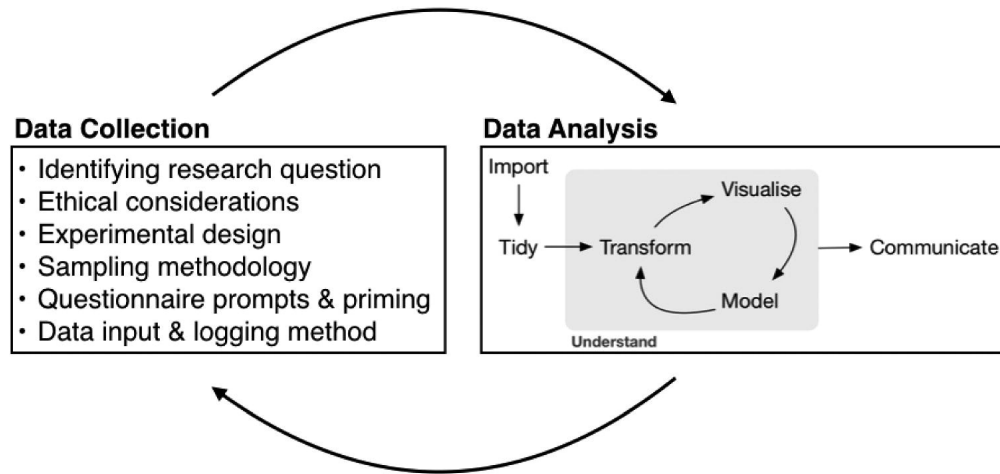 Data Collection
• Identifying research question
• Ethical considerations
• Experimental design
• Sampling methodology
• Questionnaire prompts & priming
• Data input & logging method
Data Analysis
Import
Tidy
Transform
Visualise
Model
Understand
Communicate